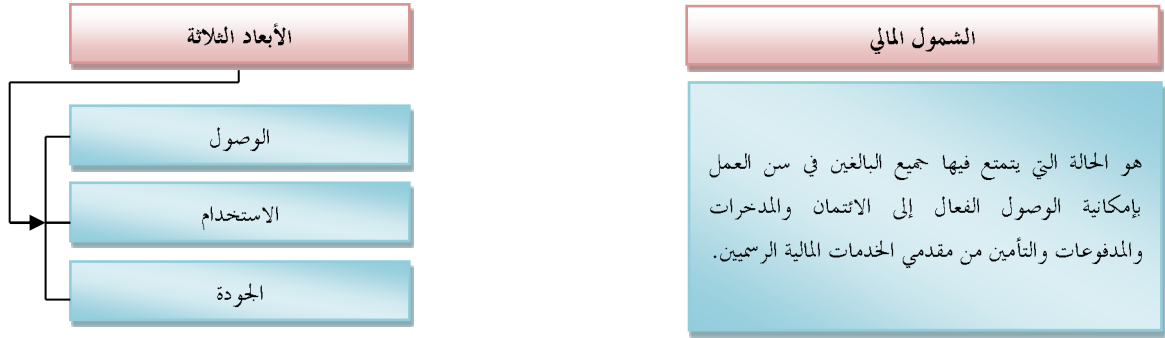 الشمول المالي
هو الحالة التي يتمتع فيها جميع البالغين في سن العمل
بإمكانية الوصول الفعال إلى الائتمان والمدخرات
والمدفوعات والتأمين من مقدمي الخدمات المالية الرسميين.
الأبعاد الثلاثة
الوصول
الاستخدام
الجودة